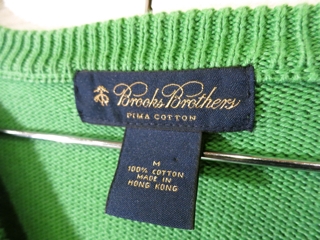 Brooks Brothers
PIMA COTTON
M
100% COTTON
MADE IN
HONG KONG